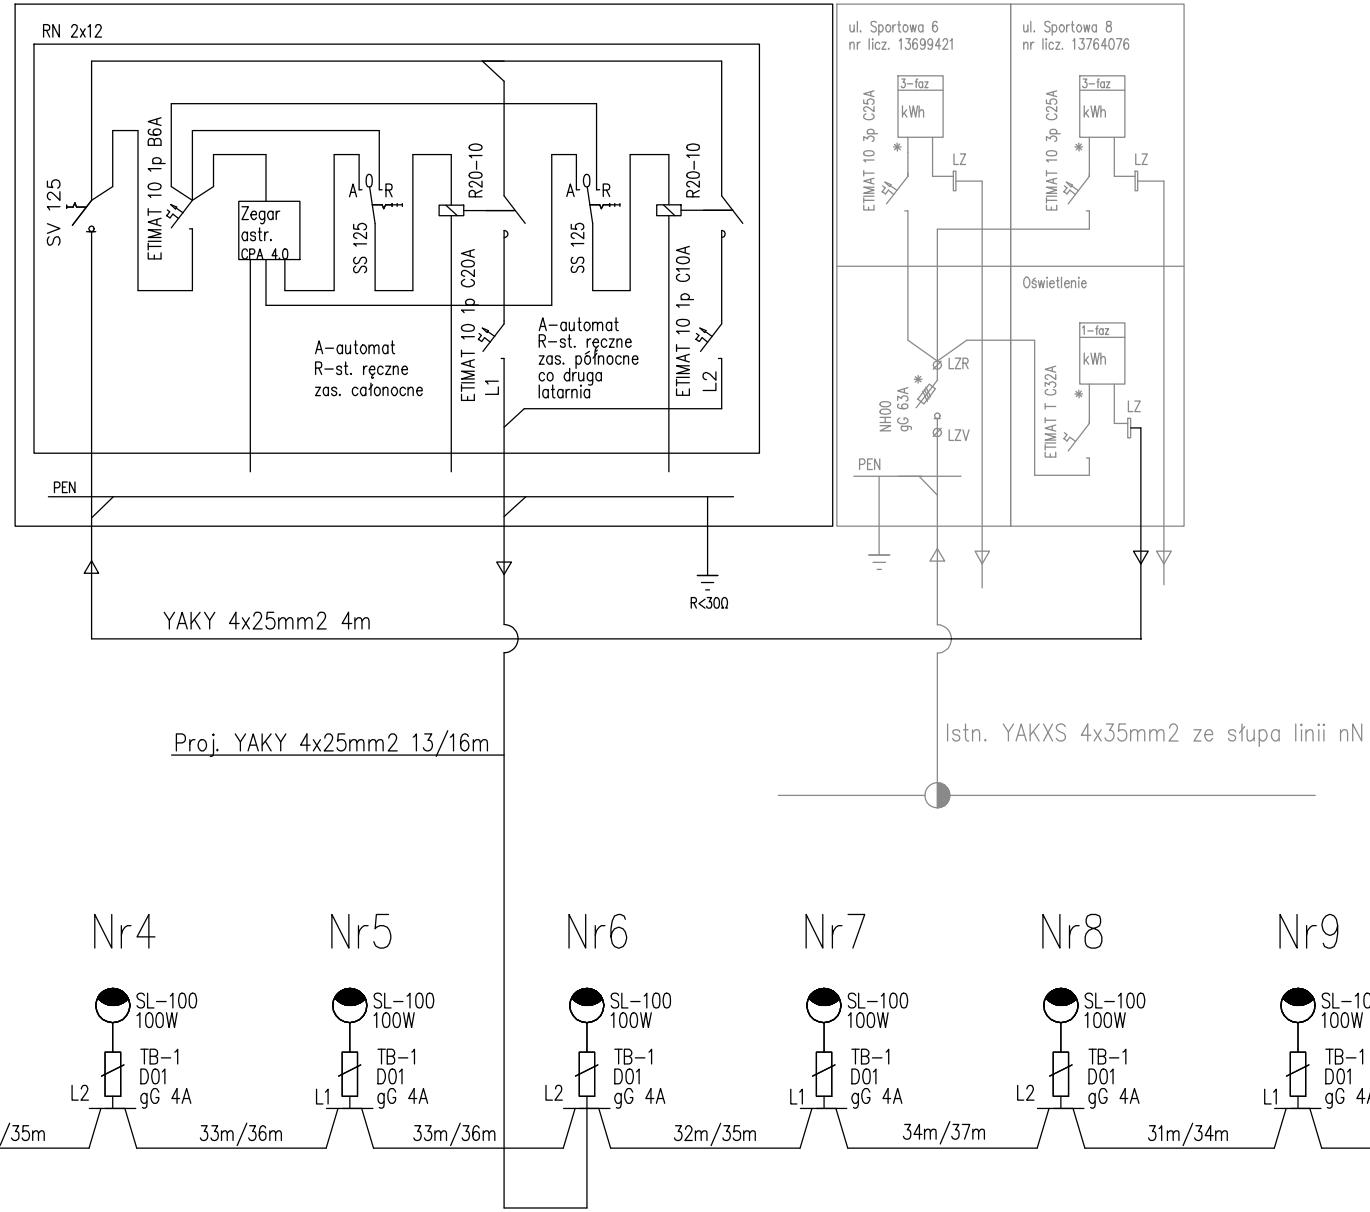 RN 2x12
SV 125
ETIMAT 10 1p B6A
Zegar
astr.
CPA 4.0
A
0
R
SS 125
R20-10
ETIMAT 10 1p C20A
L1
A
0
R
SS 125
R20-10
ETIMAT 10 1p C10A
L2
A-automat
R-st. ręczne
zas. całonocne
A-automat
R-st. ręczne
zas. północne
co druga
latarnia
PEN
R<30Ω
ul. Sportowa 6
nr licz. 13699421
3-faz
kWh
*
ETIMAT 10 3p C25A
LZ
ul. Sportowa 8
nr licz. 13764076
3-faz
kWh
*
ETIMAT 10 3p C25A
LZ
Oświetlenie
1-faz
kWh
*
ETIMAT T C32A
LZ
LZR
*
NH00
gG 63A
LZV
PEN
YAKY 4x25mm2 4m
Proj. YAKY 4x25mm2 13/16m
Istn. YAKXS 4x35mm2 ze słupa linii nN
Nr4
SL-100
100W
TB-1
D01
gG 4A
L2
Nr5
SL-100
100W
TB-1
D01
gG 4A
L1
Nr6
SL-100
100W
TB-1
D01
gG 4A
L2
Nr7
SL-100
100W
TB-1
D01
gG 4A
L1
Nr8
SL-100
100W
TB-1
D01
gG 4A
L2
Nr9
SL-10
100W
TB-1
D01
gG 4A
L1
/35m
33m/36m
33m/36m
32m/35m
34m/37m
31m/34m